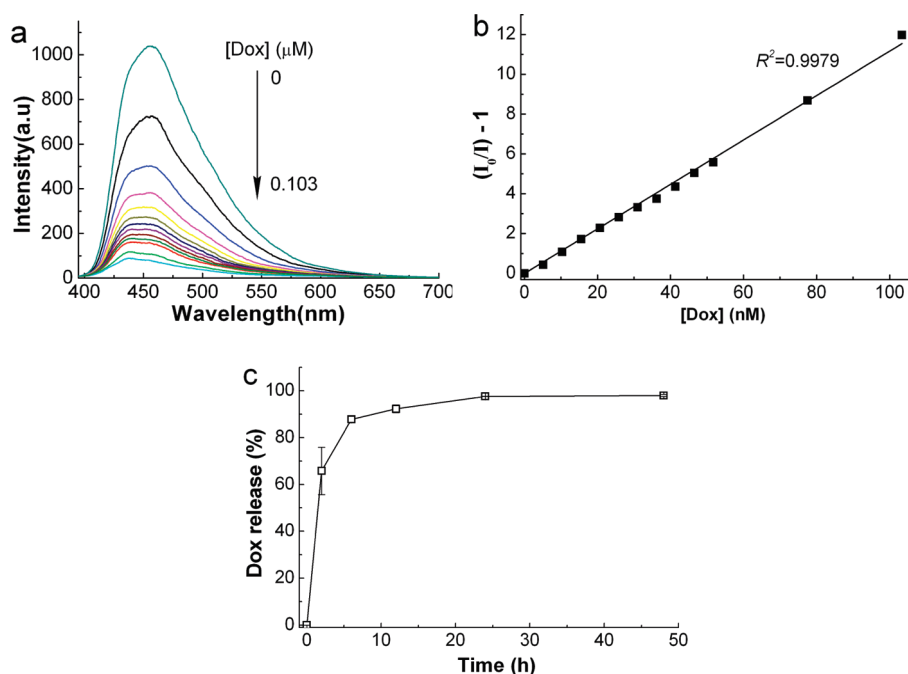 a
[Dox] (μM)
0
0.103
Intensity(a.u)
1000
800
600
400
200
0
400 450 500 550 600 650 700
Wavelength(nm)
b
R²=0.9979
(I₀/I) - 1
12
10
8
6
4
2
0
0 20 40 60 80 100
[Dox] (nM)
c
Dox release (%)
100
80
60
40
20
0
0 10 20 30 40 50
Time (h)